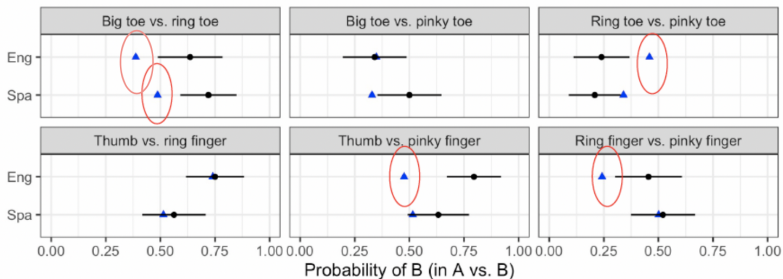 Big toe vs. ring toe
Big toe vs. pinky toe
Ring toe vs. pinky toe
Eng
Spa
Thumb vs. ring finger
Thumb vs. pinky finger
Ring finger vs. pinky finger
Eng
Spa
0.00 0.25 0.50 0.75 1.00 0.00 0.25 0.50 0.75 1.00 0.00 0.25 0.50 0.75 1.00
Probability of B (in A vs. B)